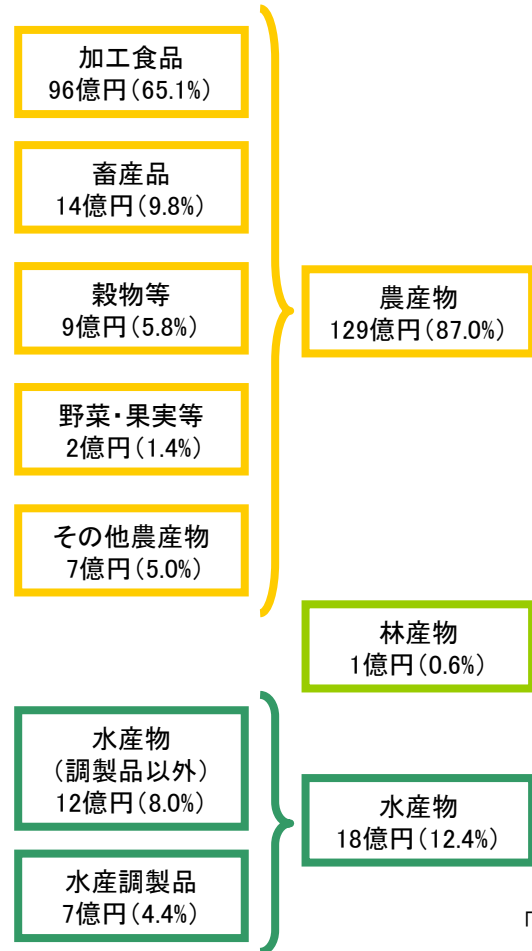 加工食品
96億円(65.1%)
畜産品
14億円(9.8%)
穀物等
9億円(5.8%)
野菜・果実等
2億円(1.4%)
その他農産物
7億円(5.0%)
農産物
129億円(87.0%)
林産物
1億円(0.6%)
水産物
(調製品以外)
12億円(8.0%)
水産調製品
7億円(4.4%)
水産物
18億円(12.4%)
「